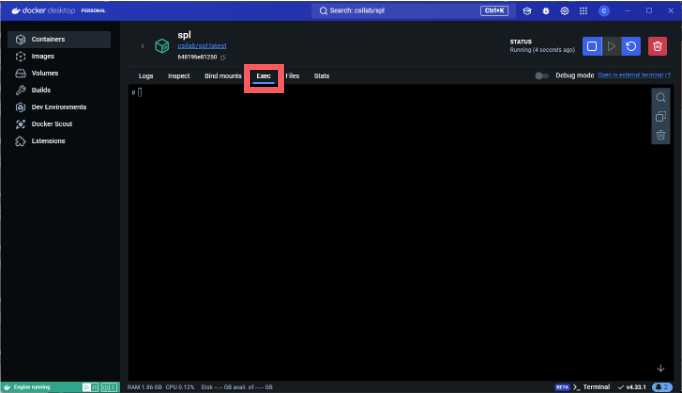 docker desktop PERSONAL
Search: csilab/spl
Ctrl+K
C
Containers
Images
Volumes
Builds
Dev Environments
Docker Scout
Extensions
spl
csilab/spl:latest
648196e81250
STATUS
Running (4 seconds ago)
Logs Inspect Bind mounts Exec Files Stats
Debug mode Open in external terminal
#
Engine running
RAM 1.86 GB CPU 0.12% Disk --.-- GB avail. of --.-- GB
BETA >_ Terminal v4.33.1 2